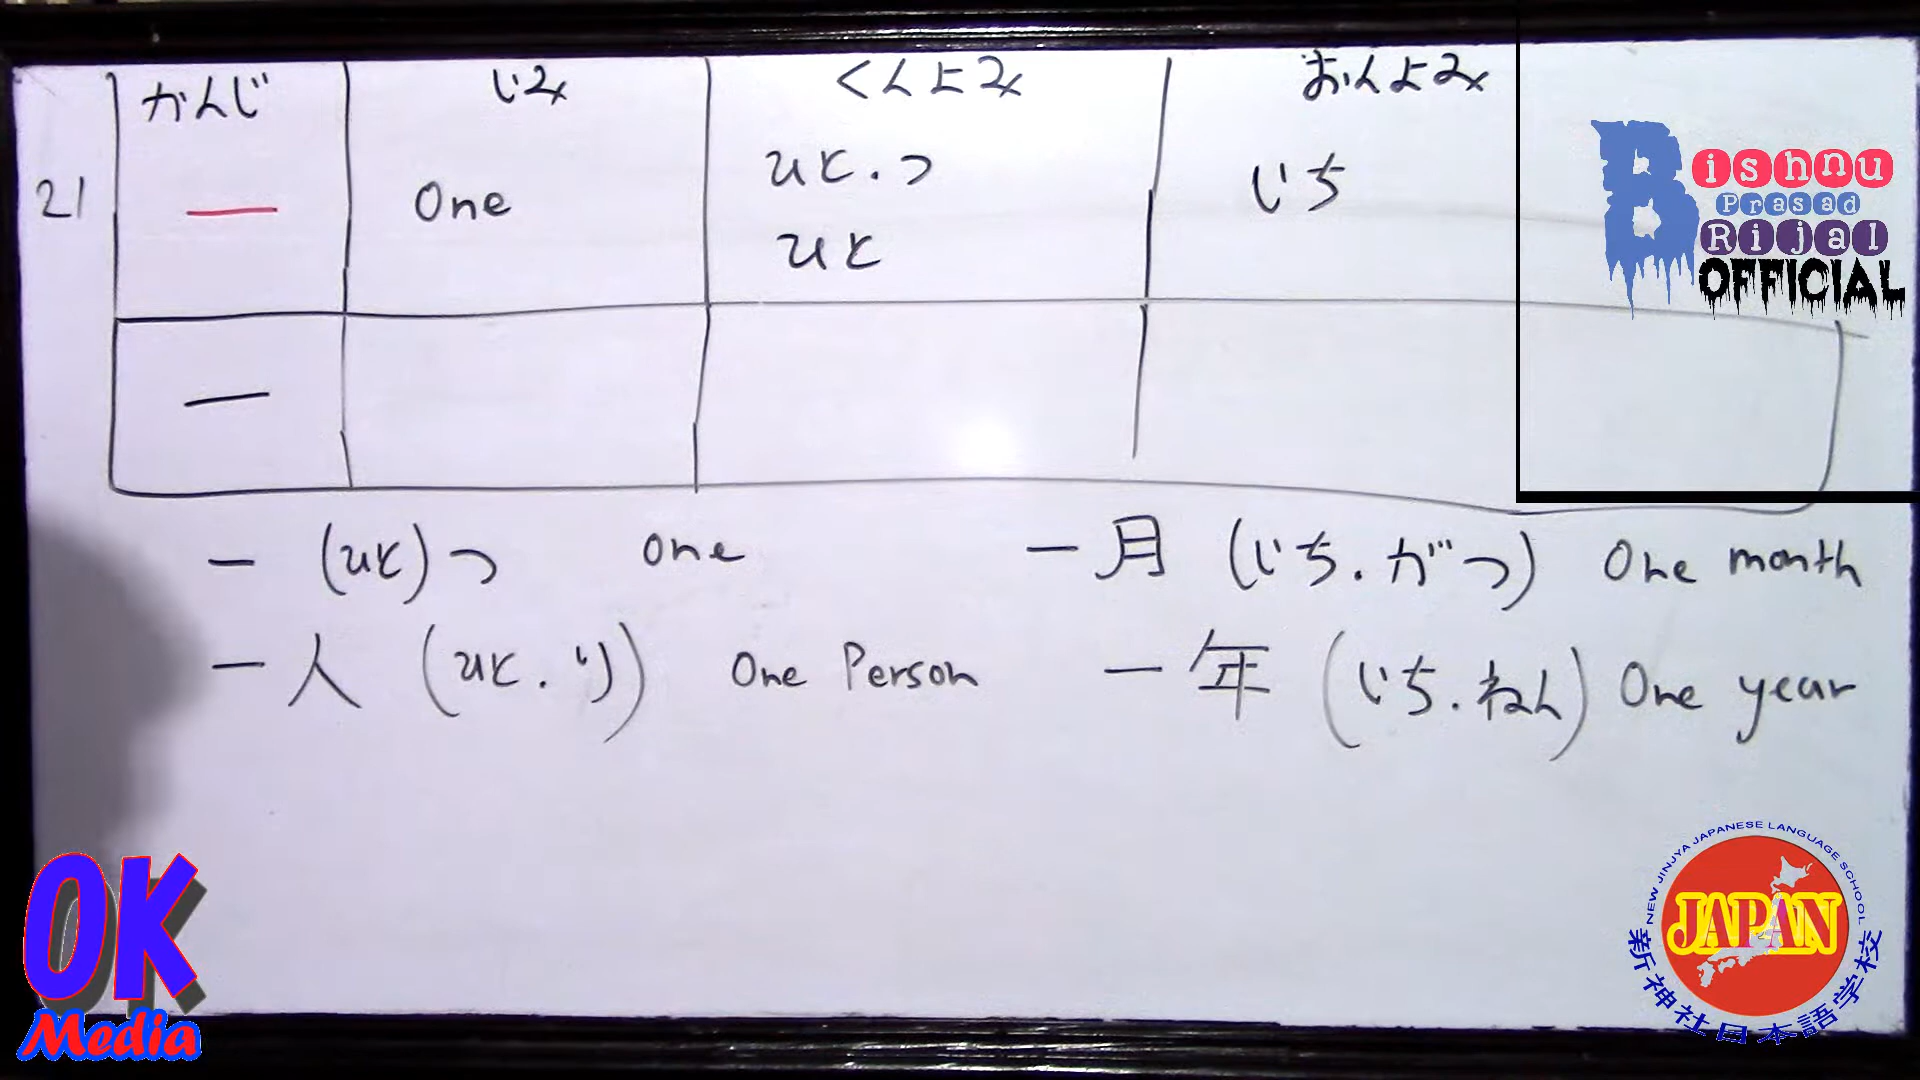 かんじ いみ くんよみ おんよみ
21 一 One ひと.つ いち
ひと
一
一 (ひと)つ one
一人 (ひと.り) One Person
一月 (いち.がつ) One month
一年 (いち.ねん) One year
Bishnu
Prasad
Rijal
OFFICIAL
OK
Media
NEW JINJYA JAPANESE LANGUAGE SCHOOL
JAPAN
新神社日本語学校